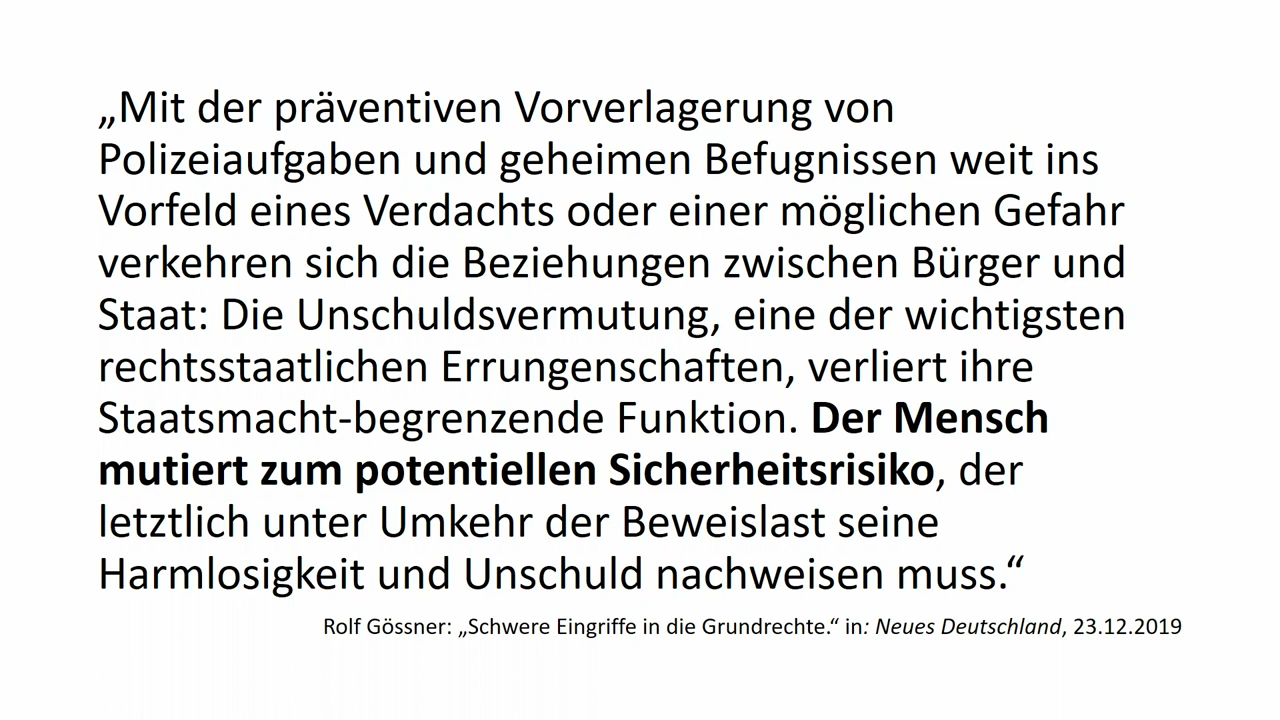 „Mit der präventiven Vorverlagerung von
Polizeiaufgaben und geheimen Befugnissen weit ins
Vorfeld eines Verdachts oder einer möglichen Gefahr
verkehren sich die Beziehungen zwischen Bürger und
Staat: Die Unschuldsvermutung, eine der wichtigsten
rechtsstaatlichen Errungenschaften, verliert ihre
Staatsmacht-begrenzende Funktion. Der Mensch
mutiert zum potentiellen Sicherheitsrisiko, der
letztlich unter Umkehr der Beweislast seine
Harmlosigkeit und Unschuld nachweisen muss.“
Rolf Gössner: „Schwere Eingriffe in die Grundrechte.“ in: Neues Deutschland, 23.12.2019